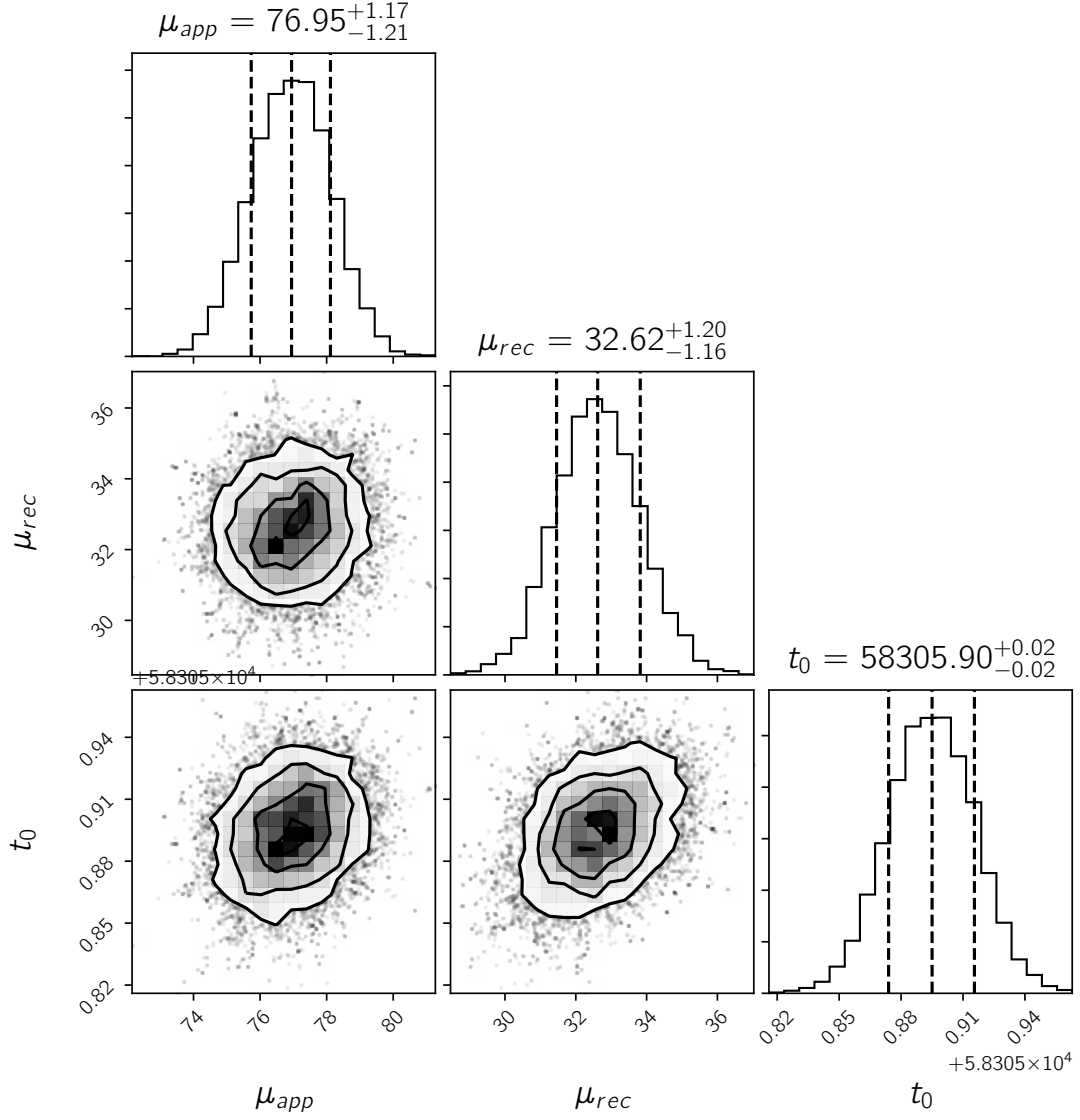 μ_app = 76.95^{+1.17}_{-1.21}
μ_rec = 32.62^{+1.20}_{-1.16}
36
34
32
30
μ_rec
t_0 = 58305.90^{+0.02}_{-0.02}
+5.8305×10^4
0.94
0.91
0.88
0.85
0.82
t_0
74 76 78 80
30 32 34 36
0.82 0.85 0.88 0.91 0.94
+5.8305×10^4
μ_app
μ_rec
t_0